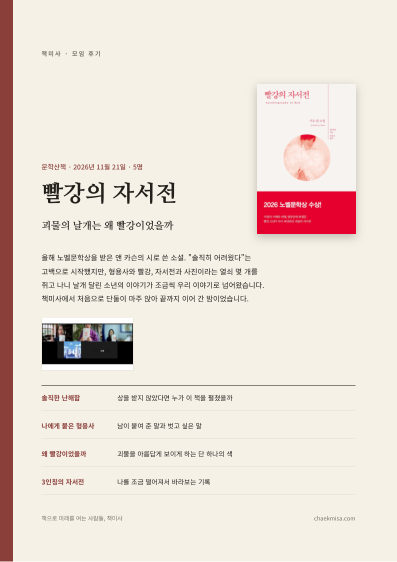 책미사 · 모임 후기
빨강의 자서전
2026 노벨문학상 수상!
문학산책 · 2026년 11월 21일 · 5명
빨강의 자서전
괴물의 날개는 왜 빨강이었을까
올해 노벨문학상을 받은 앤 카슨의 시로 쓴 소설. "솔직히 어려웠다"는
고백으로 시작했지만, 형용사와 빨강, 자서전과 사진이라는 열쇠 몇 개를
쥐고 나니 날개 달린 소년의 이야기가 조금씩 우리 이야기로 넘어왔습니다.
책미사에서 처음으로 단둘이 마주 앉아 끝까지 이어 간 밤이었습니다.
솔직한 난해함 상을 받지 않았다면 누가 이 책을 펼쳤을까
나에게 붙은 형용사 남이 붙여 준 말과 벗고 싶은 말
왜 빨강이었을까 괴물을 아름답게 보이게 하는 단 하나의 색
3인칭의 자서전 나를 조금 떨어져서 바라보는 기록
책으로 미래를 여는 사람들, 책미사 chaekmisa.com